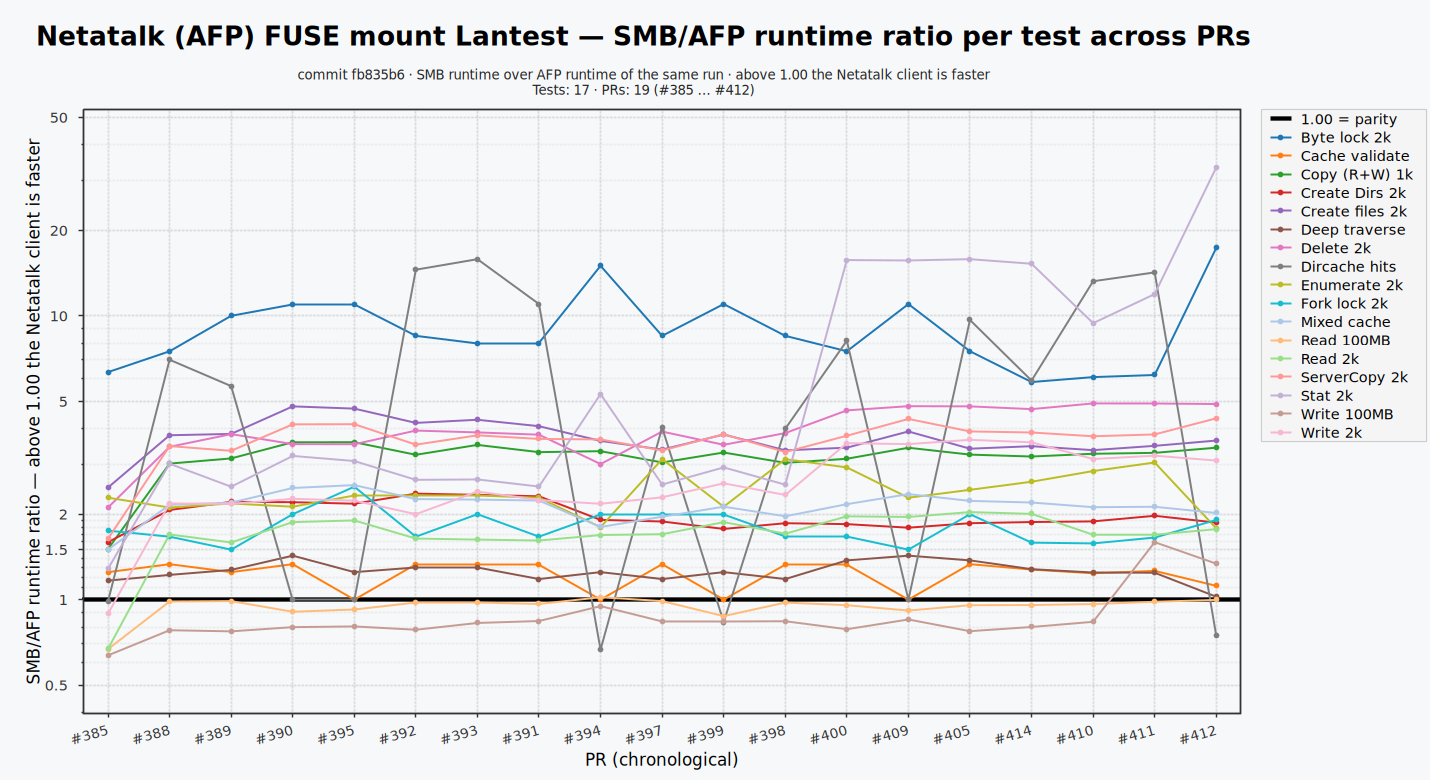 Netatalk (AFP) FUSE mount Lantest — SMB/AFP runtime ratio per test across PRs
commit fb835b6 · SMB runtime over AFP runtime of the same run · above 1.00 the Netatalk client is faster
Tests: 17 · PRs: 19 (#385 … #412)
SMB/AFP runtime ratio — above 1.00 the Netatalk client is faster
50
20
10
5
2
1.5
1
0.5
#385
#388
#389
#390
#395
#392
#393
#391
#394
#397
#399
#398
#400
#409
#405
#414
#410
#411
#412
PR (chronological)
1.00 = parity
Byte lock 2k
Cache validate
Copy (R+W) 1k
Create Dirs 2k
Create files 2k
Deep traverse
Delete 2k
Dircache hits
Enumerate 2k
Fork lock 2k
Mixed cache
Read 100MB
Read 2k
ServerCopy 2k
Stat 2k
Write 100MB
Write 2k